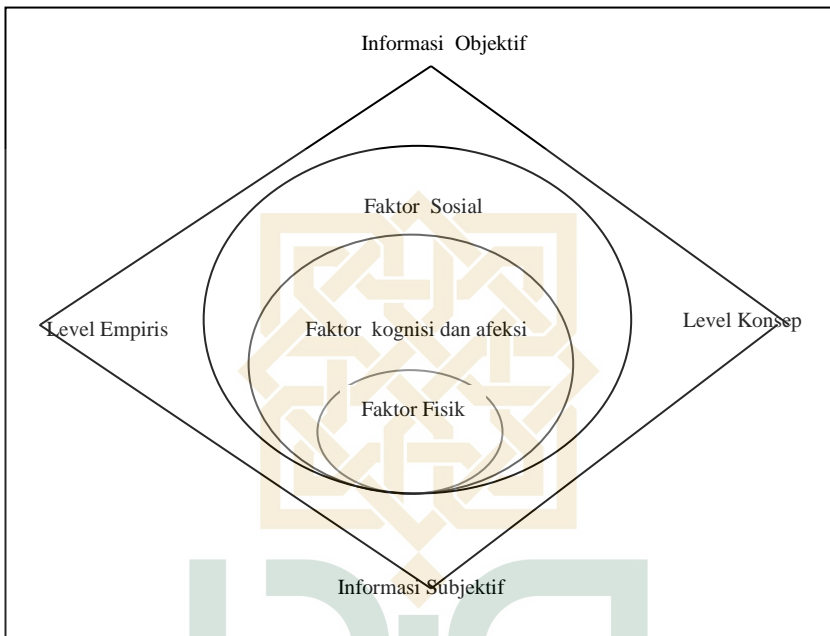 Informasi Objektif
Faktor Sosial
Level Empiris
Faktor kognisi dan afeksi
Level Konsep
Faktor Fisik
Informasi Subjektif